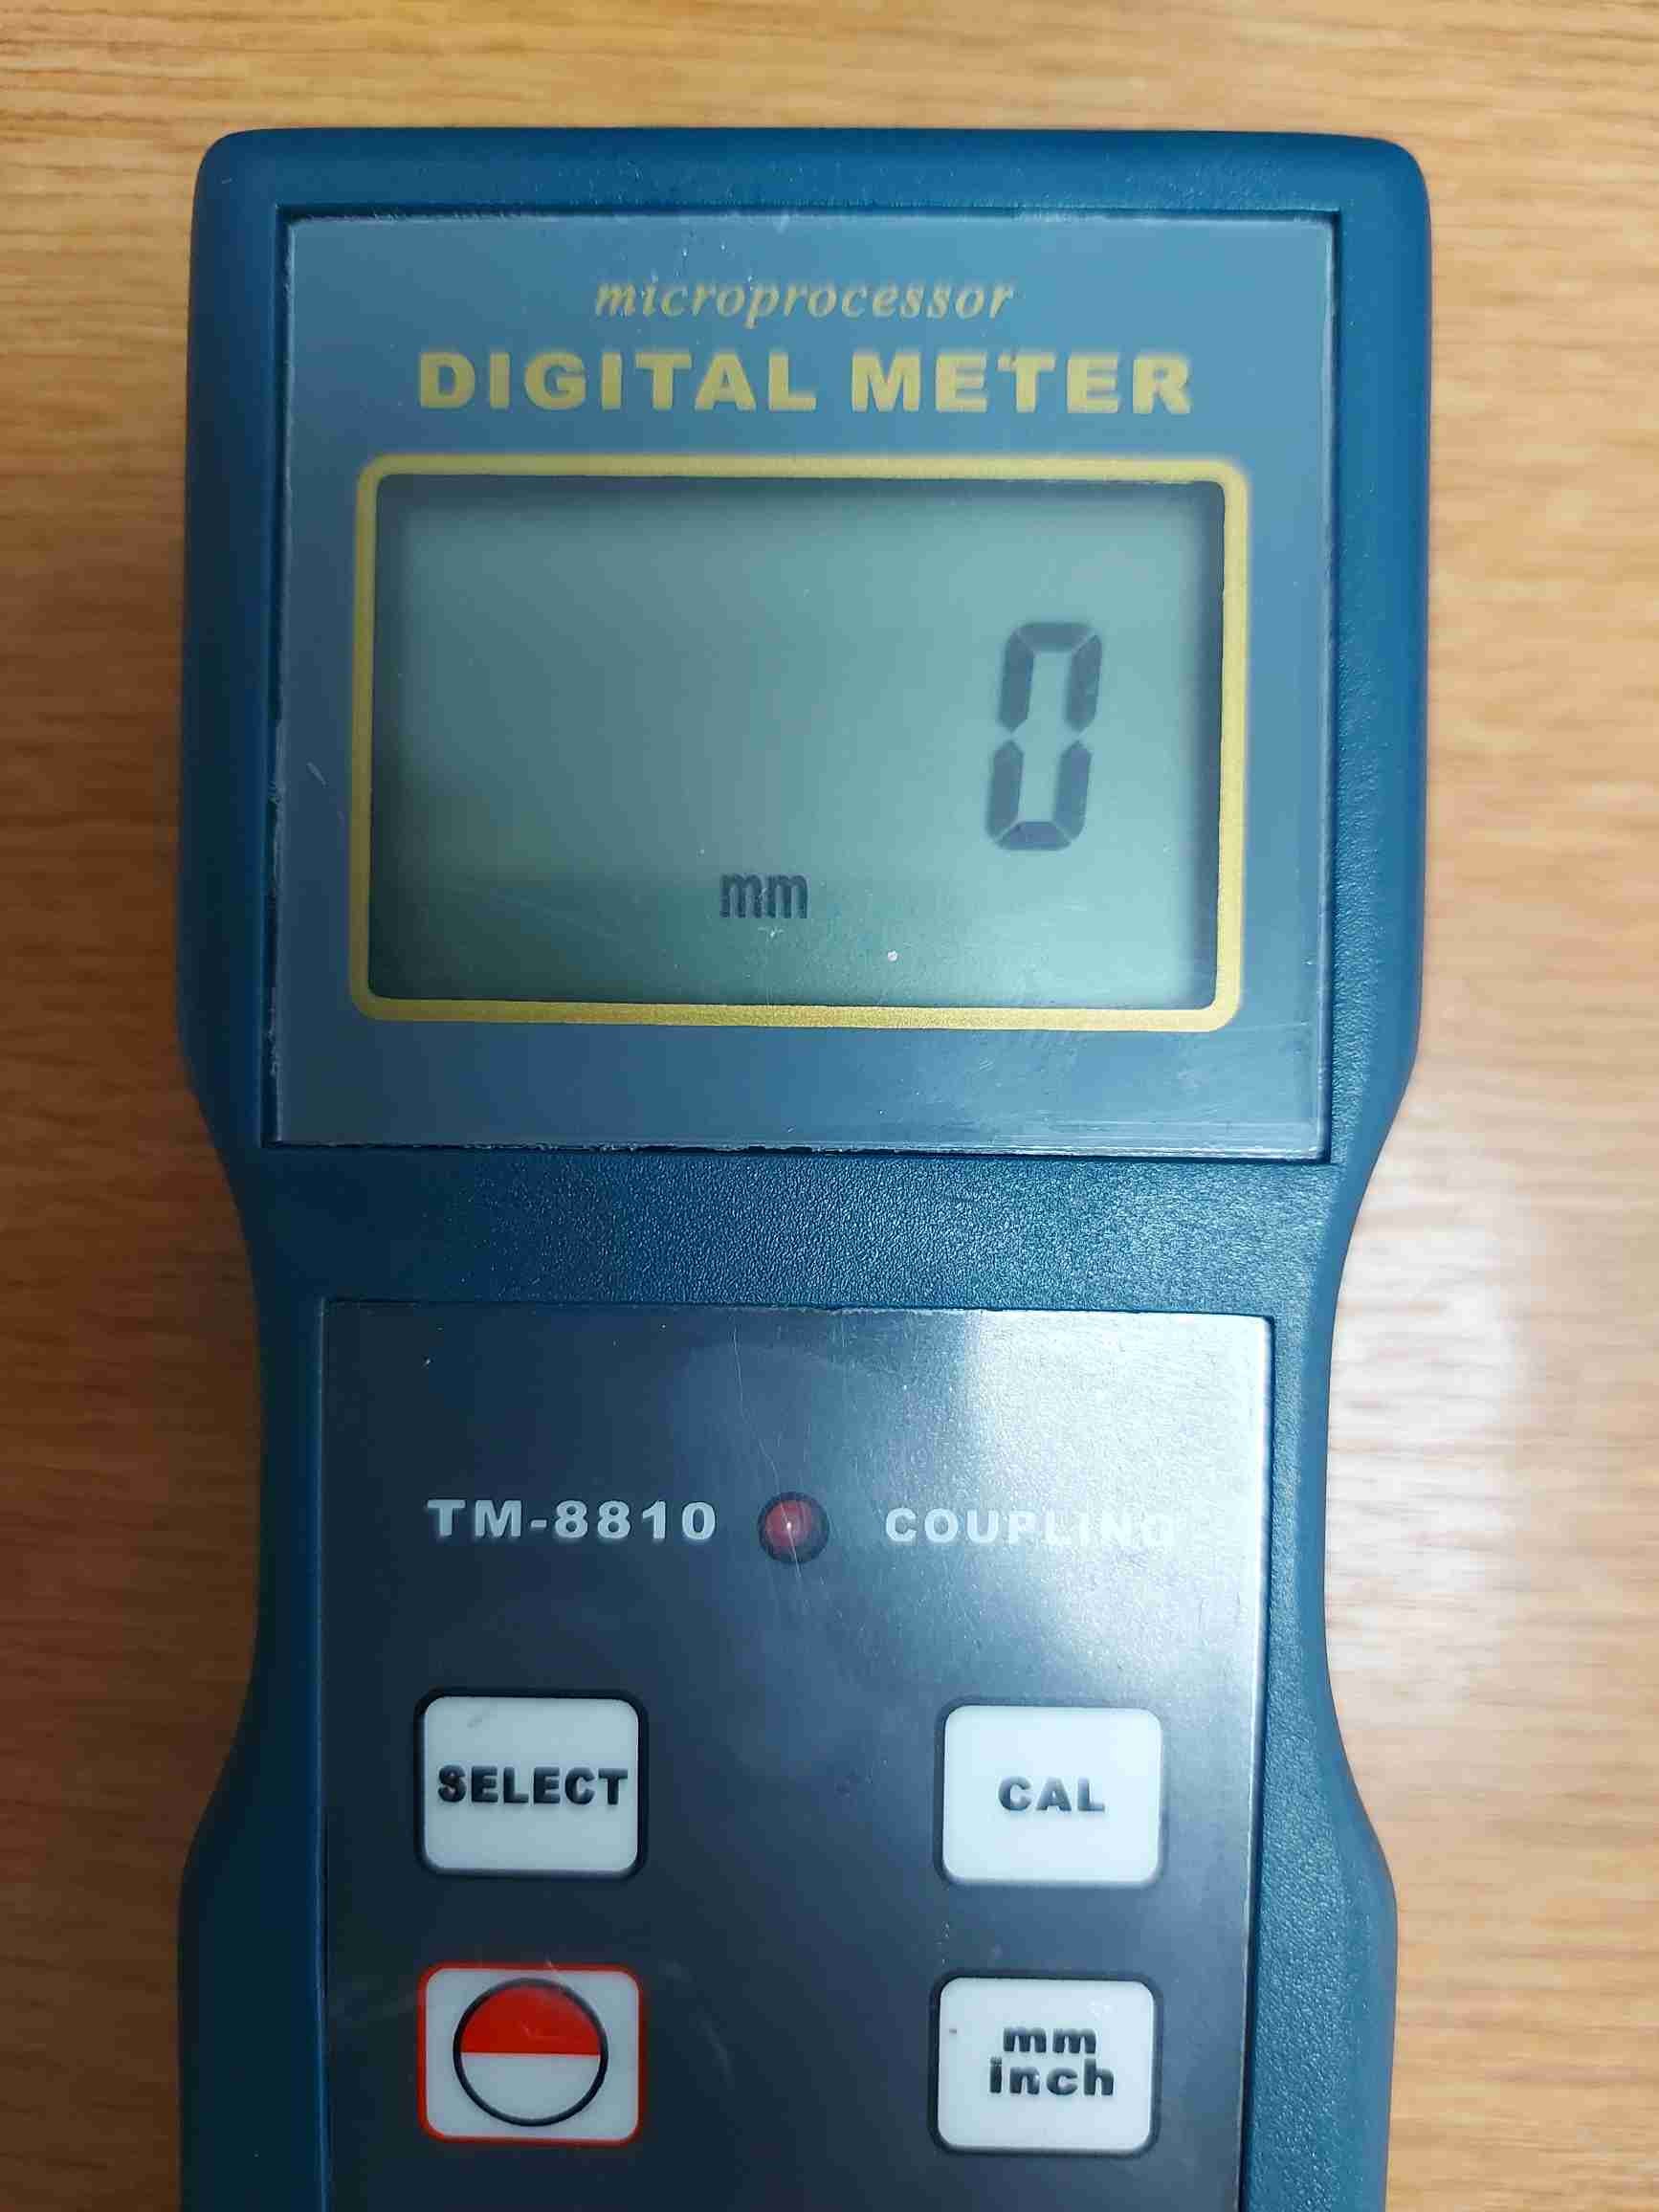 microprocessor
DIGITAL METER
0
mm
TM-8810 COUPLING
SELECT CAL
mm
inch